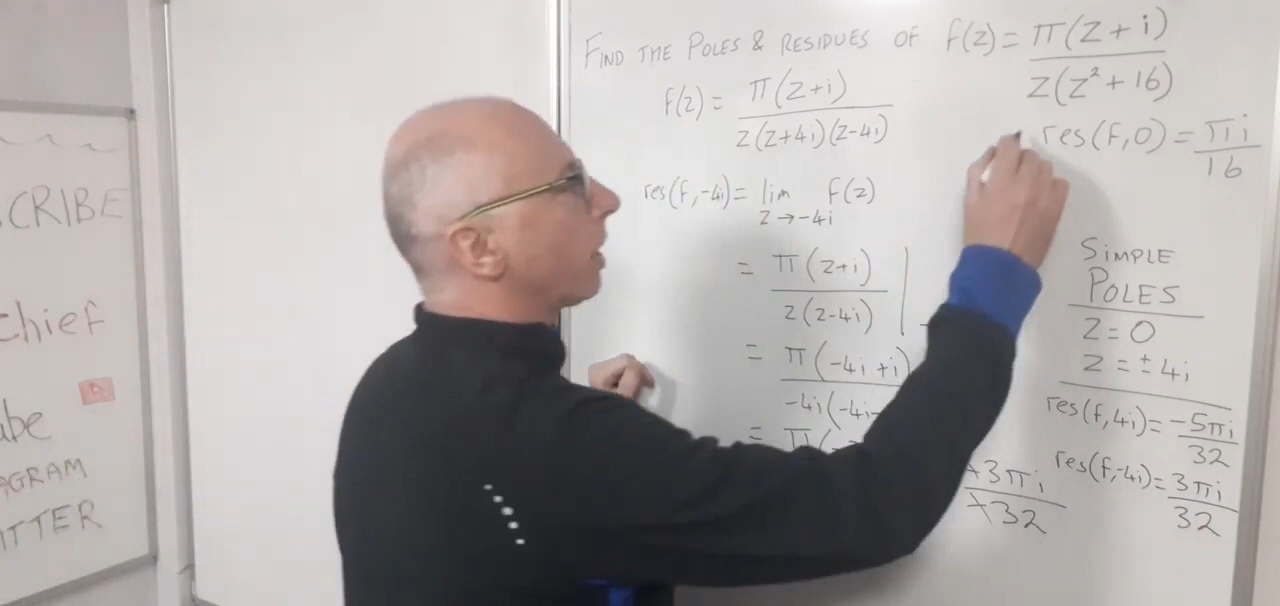 FIND THE POLES & RESIDUES OF f(z) = π(z + i) / z(z² + 16)
f(z) = π(z+i) / z(z+4i)(z-4i)
res(f,0) = πi / 16
res(f,-4i) = lim z→-4i f(z)
= π(z+i) / z(z-4i) |
= π(-4i+i) / -4i(-4i-
= π(
+3πi / +32
SIMPLE
POLES
z = 0
z = ± 4i
res(f,4i) = -5πi / 32
res(f,-4i) = 3πi / 32
CRIBE
chief
be
AGRAM
TTER